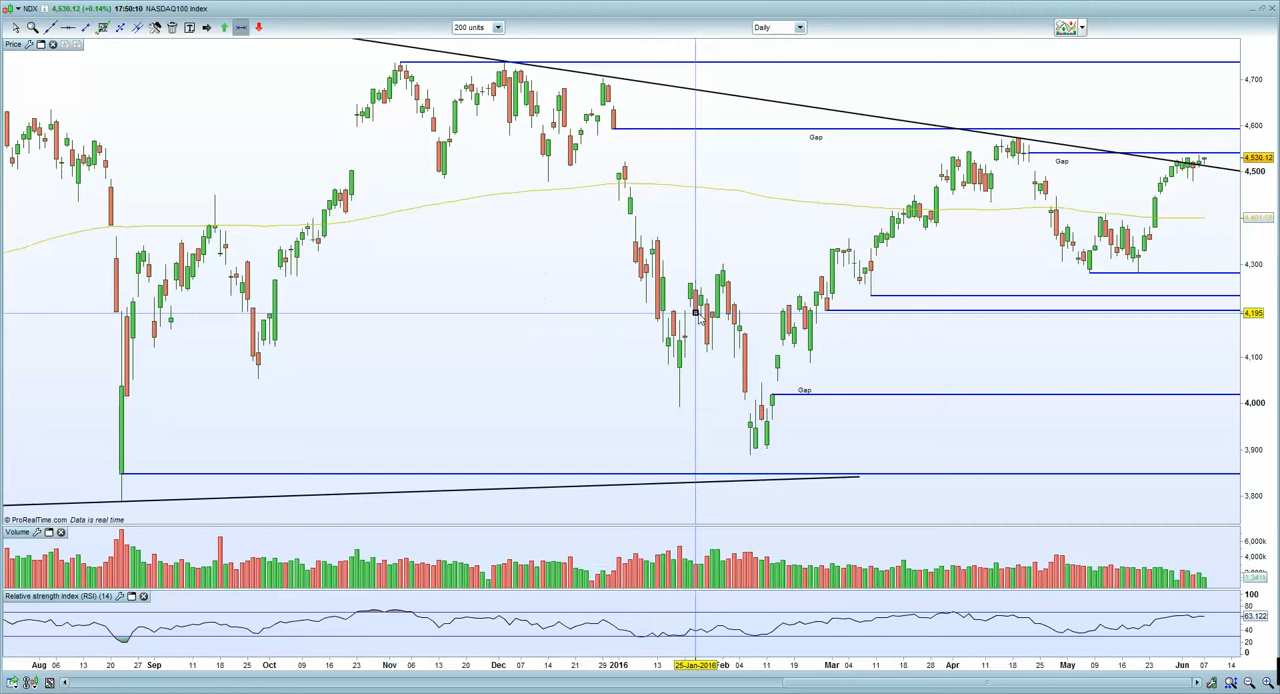 NDX 4,530.12 (+0.14%) 17:50:10 NASDAQ100 Index
200 units
Daily
Price
4,700
4,600
Gap
Gap
4,530.12
4,500
4,300
4,195
4,100
Gap
4,000
3,900
3,800
© ProRealTime.com Data is real time
Volume
6,000k
4,000k
Relative strength index (RSI) (14)
100
80
63.122
40
20
0
Aug 06 13 20 27 Sep 11 18 25 Oct 09 16 23 Nov 06 13 20 27 Dec 07 14 21 29 2016 13 25-Jan-2016 Feb 04 11 19 Mar 04 11 18 Apr 11 18 25 May 09 16 23 Jun 07 14